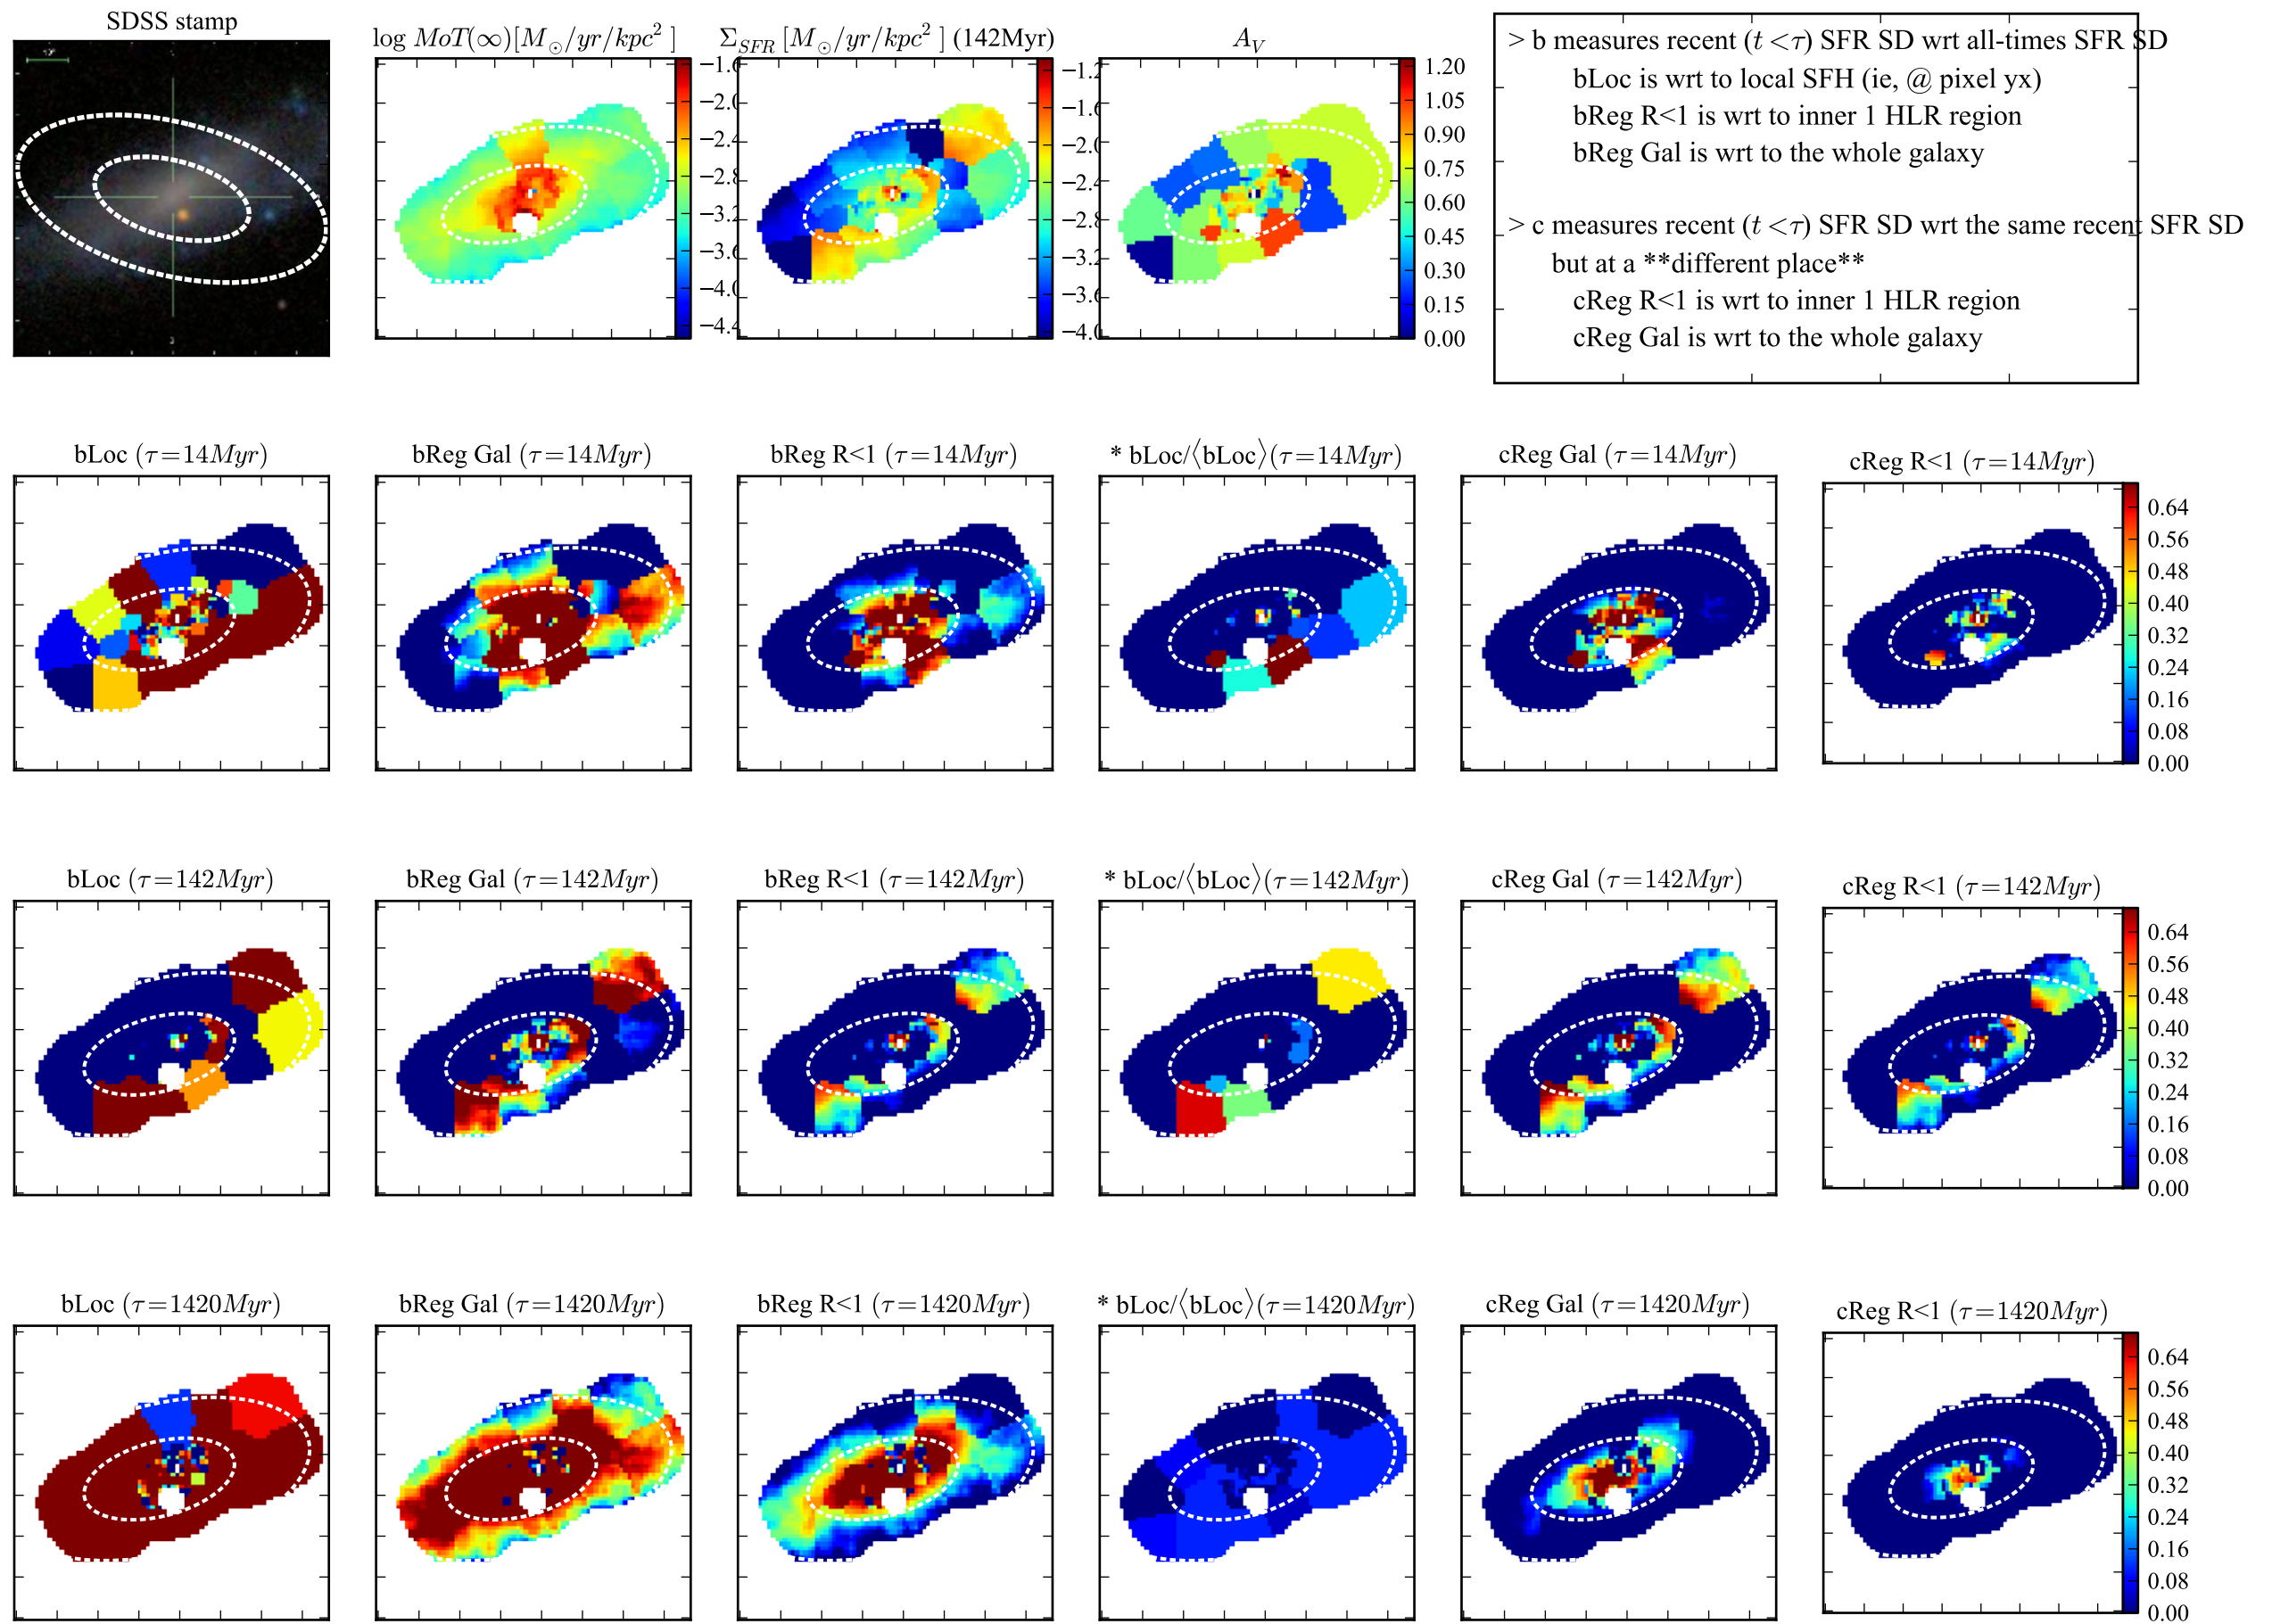 SDSS stamp
log MoT(∞)[M⊙/yr/kpc² ]
Σ_SFR [M⊙/yr/kpc² ] (142Myr)
A_V
−1.6
−2.0
−2.4
−2.8
−3.2
−3.6
−4.0
−4.4
−1.2
−1.6
−2.0
−2.4
−2.8
−3.2
−3.6
−4.0
1.20
1.05
0.90
0.75
0.60
0.45
0.30
0.15
0.00
> b measures recent (t <τ) SFR SD wrt all-times SFR SD
bLoc is wrt to local SFH (ie, @ pixel yx)
bReg R<1 is wrt to inner 1 HLR region
bReg Gal is wrt to the whole galaxy
> c measures recent (t <τ) SFR SD wrt the same recent SFR SD
but at a **different place**
cReg R<1 is wrt to inner 1 HLR region
cReg Gal is wrt to the whole galaxy
bLoc (τ=14Myr)
bReg Gal (τ=14Myr)
bReg R<1 (τ=14Myr)
* bLoc/⟨bLoc⟩(τ=14Myr)
cReg Gal (τ=14Myr)
cReg R<1 (τ=14Myr)
0.64
0.56
0.48
0.40
0.32
0.24
0.16
0.08
0.00
bLoc (τ=142Myr)
bReg Gal (τ=142Myr)
bReg R<1 (τ=142Myr)
* bLoc/⟨bLoc⟩(τ=142Myr)
cReg Gal (τ=142Myr)
cReg R<1 (τ=142Myr)
0.64
0.56
0.48
0.40
0.32
0.24
0.16
0.08
0.00
bLoc (τ=1420Myr)
bReg Gal (τ=1420Myr)
bReg R<1 (τ=1420Myr)
* bLoc/⟨bLoc⟩(τ=1420Myr)
cReg Gal (τ=1420Myr)
cReg R<1 (τ=1420Myr)
0.64
0.56
0.48
0.40
0.32
0.24
0.16
0.08
0.00